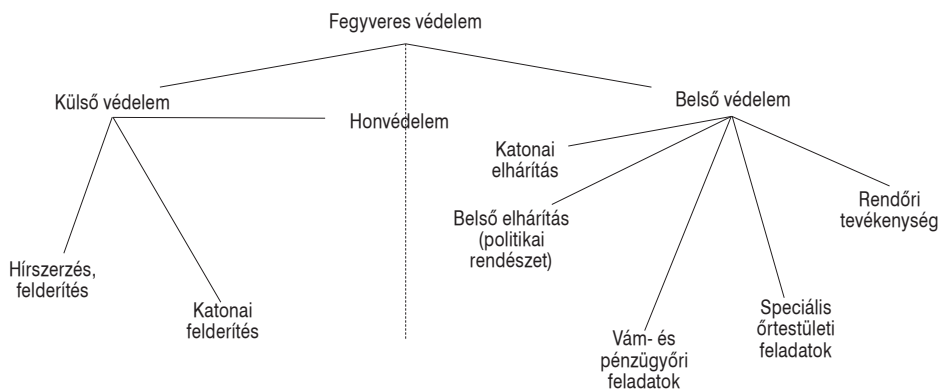 Fegyveres védelem
Külső védelem
Belső védelem
Honvédelem
Katonai
elhárítás
Rendőri
tevékenység
Belső elhárítás
(politikai
rendészet)
Hírszerzés,
felderítés
Katonai
felderítés
Speciális
őrtestületi
feladatok
Vám- és
pénzügyőri
feladatok